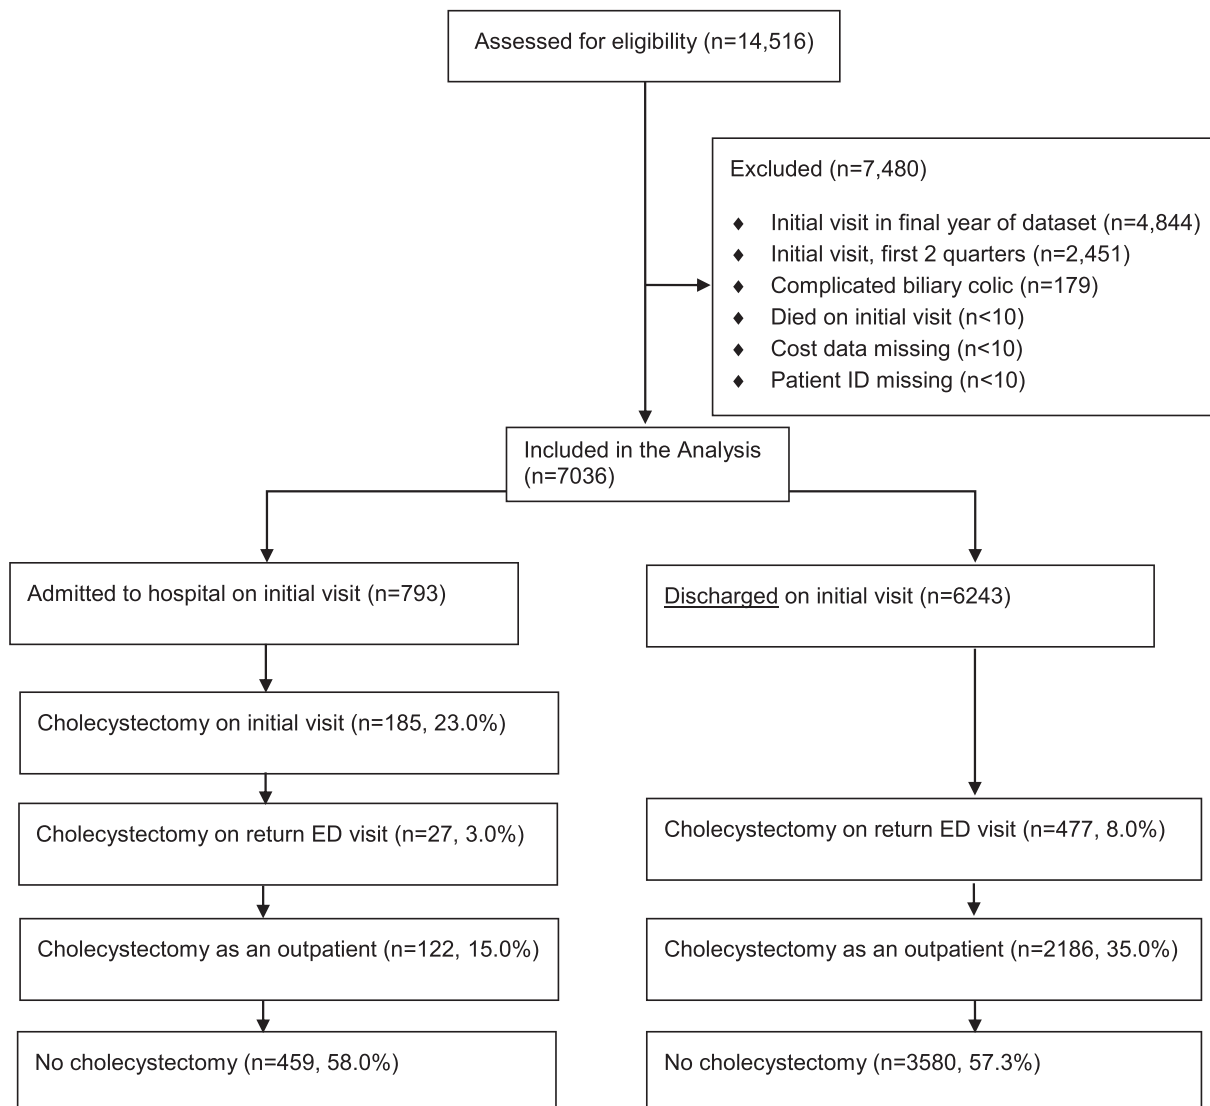 Assessed for eligibility (n=14,516)
Excluded (n=7,480)
♦ Initial visit in final year of dataset (n=4,844)
♦ Initial visit, first 2 quarters (n=2,451)
♦ Complicated biliary colic (n=179)
♦ Died on initial visit (n<10)
♦ Cost data missing (n<10)
♦ Patient ID missing (n<10)
Included in the Analysis
(n=7036)
Admitted to hospital on initial visit (n=793)
Cholecystectomy on initial visit (n=185, 23.0%)
Cholecystectomy on return ED visit (n=27, 3.0%)
Cholecystectomy as an outpatient (n=122, 15.0%)
No cholecystectomy (n=459, 58.0%)
Discharged on initial visit (n=6243)
Cholecystectomy on return ED visit (n=477, 8.0%)
Cholecystectomy as an outpatient (n=2186, 35.0%)
No cholecystectomy (n=3580, 57.3%)